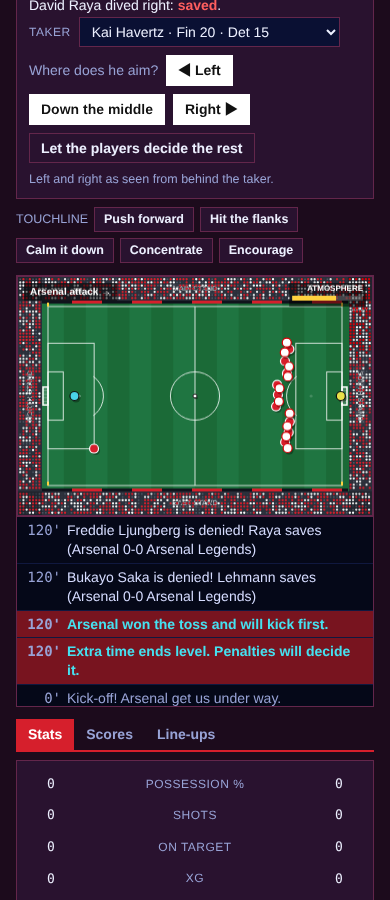 David Raya dived right: saved.
TAKER
Kai Havertz · Fin 20 · Det 15
Where does he aim?
◀ Left
Down the middle
Right ▶
Let the players decide the rest
Left and right as seen from behind the taker.
TOUCHLINE
Push forward
Hit the flanks
Calm it down
Concentrate
Encourage
Arsenal attack
ATMOSPHERE
120' Freddie Ljungberg is denied! Raya saves
(Arsenal 0-0 Arsenal Legends)
120' Bukayo Saka is denied! Lehmann saves
(Arsenal 0-0 Arsenal Legends)
120' Arsenal won the toss and will kick first.
120' Extra time ends level. Penalties will decide
it.
0' Kick-off! Arsenal get us under way.
Stats
Scores
Line-ups
0 POSSESSION % 0
0 SHOTS 0
0 ON TARGET 0
0 XG 0